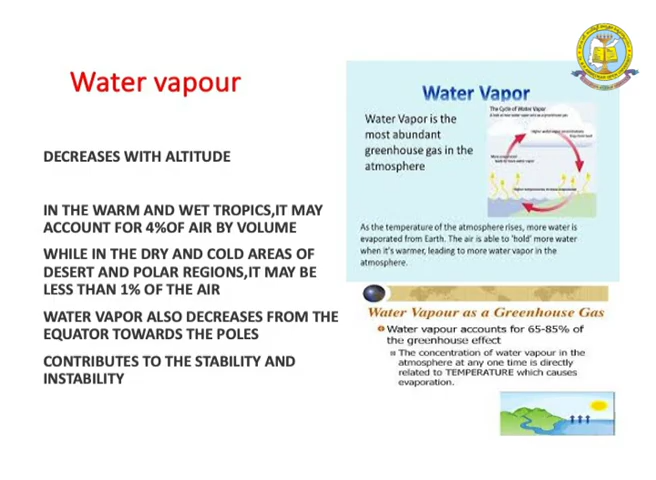 Water vapour
DECREASES WITH ALTITUDE
IN THE WARM AND WET TROPICS,IT MAY
ACCOUNT FOR 4%OF AIR BY VOLUME
WHILE IN THE DRY AND COLD AREAS OF
DESERT AND POLAR REGIONS,IT MAY BE
LESS THAN 1% OF THE AIR
WATER VAPOR ALSO DECREASES FROM THE
EQUATOR TOWARDS THE POLES
CONTRIBUTES TO THE STABILITY AND
INSTABILITY
Water Vapor
Water Vapor is the
most abundant
greenhouse gas in the
atmosphere
The Cycle of Water Vapor
As the temperature of the atmosphere rises, more water is
evaporated from Earth. The air is able to 'hold' more water
when it's warmer, leading to more water vapor in the
atmosphere.
Water Vapour as a Greenhouse Gas
Water vapour accounts for 65-85% of
the greenhouse effect
The concentration of water vapour in the
atmosphere at any one time is directly
related to TEMPERATURE which causes
evaporation.